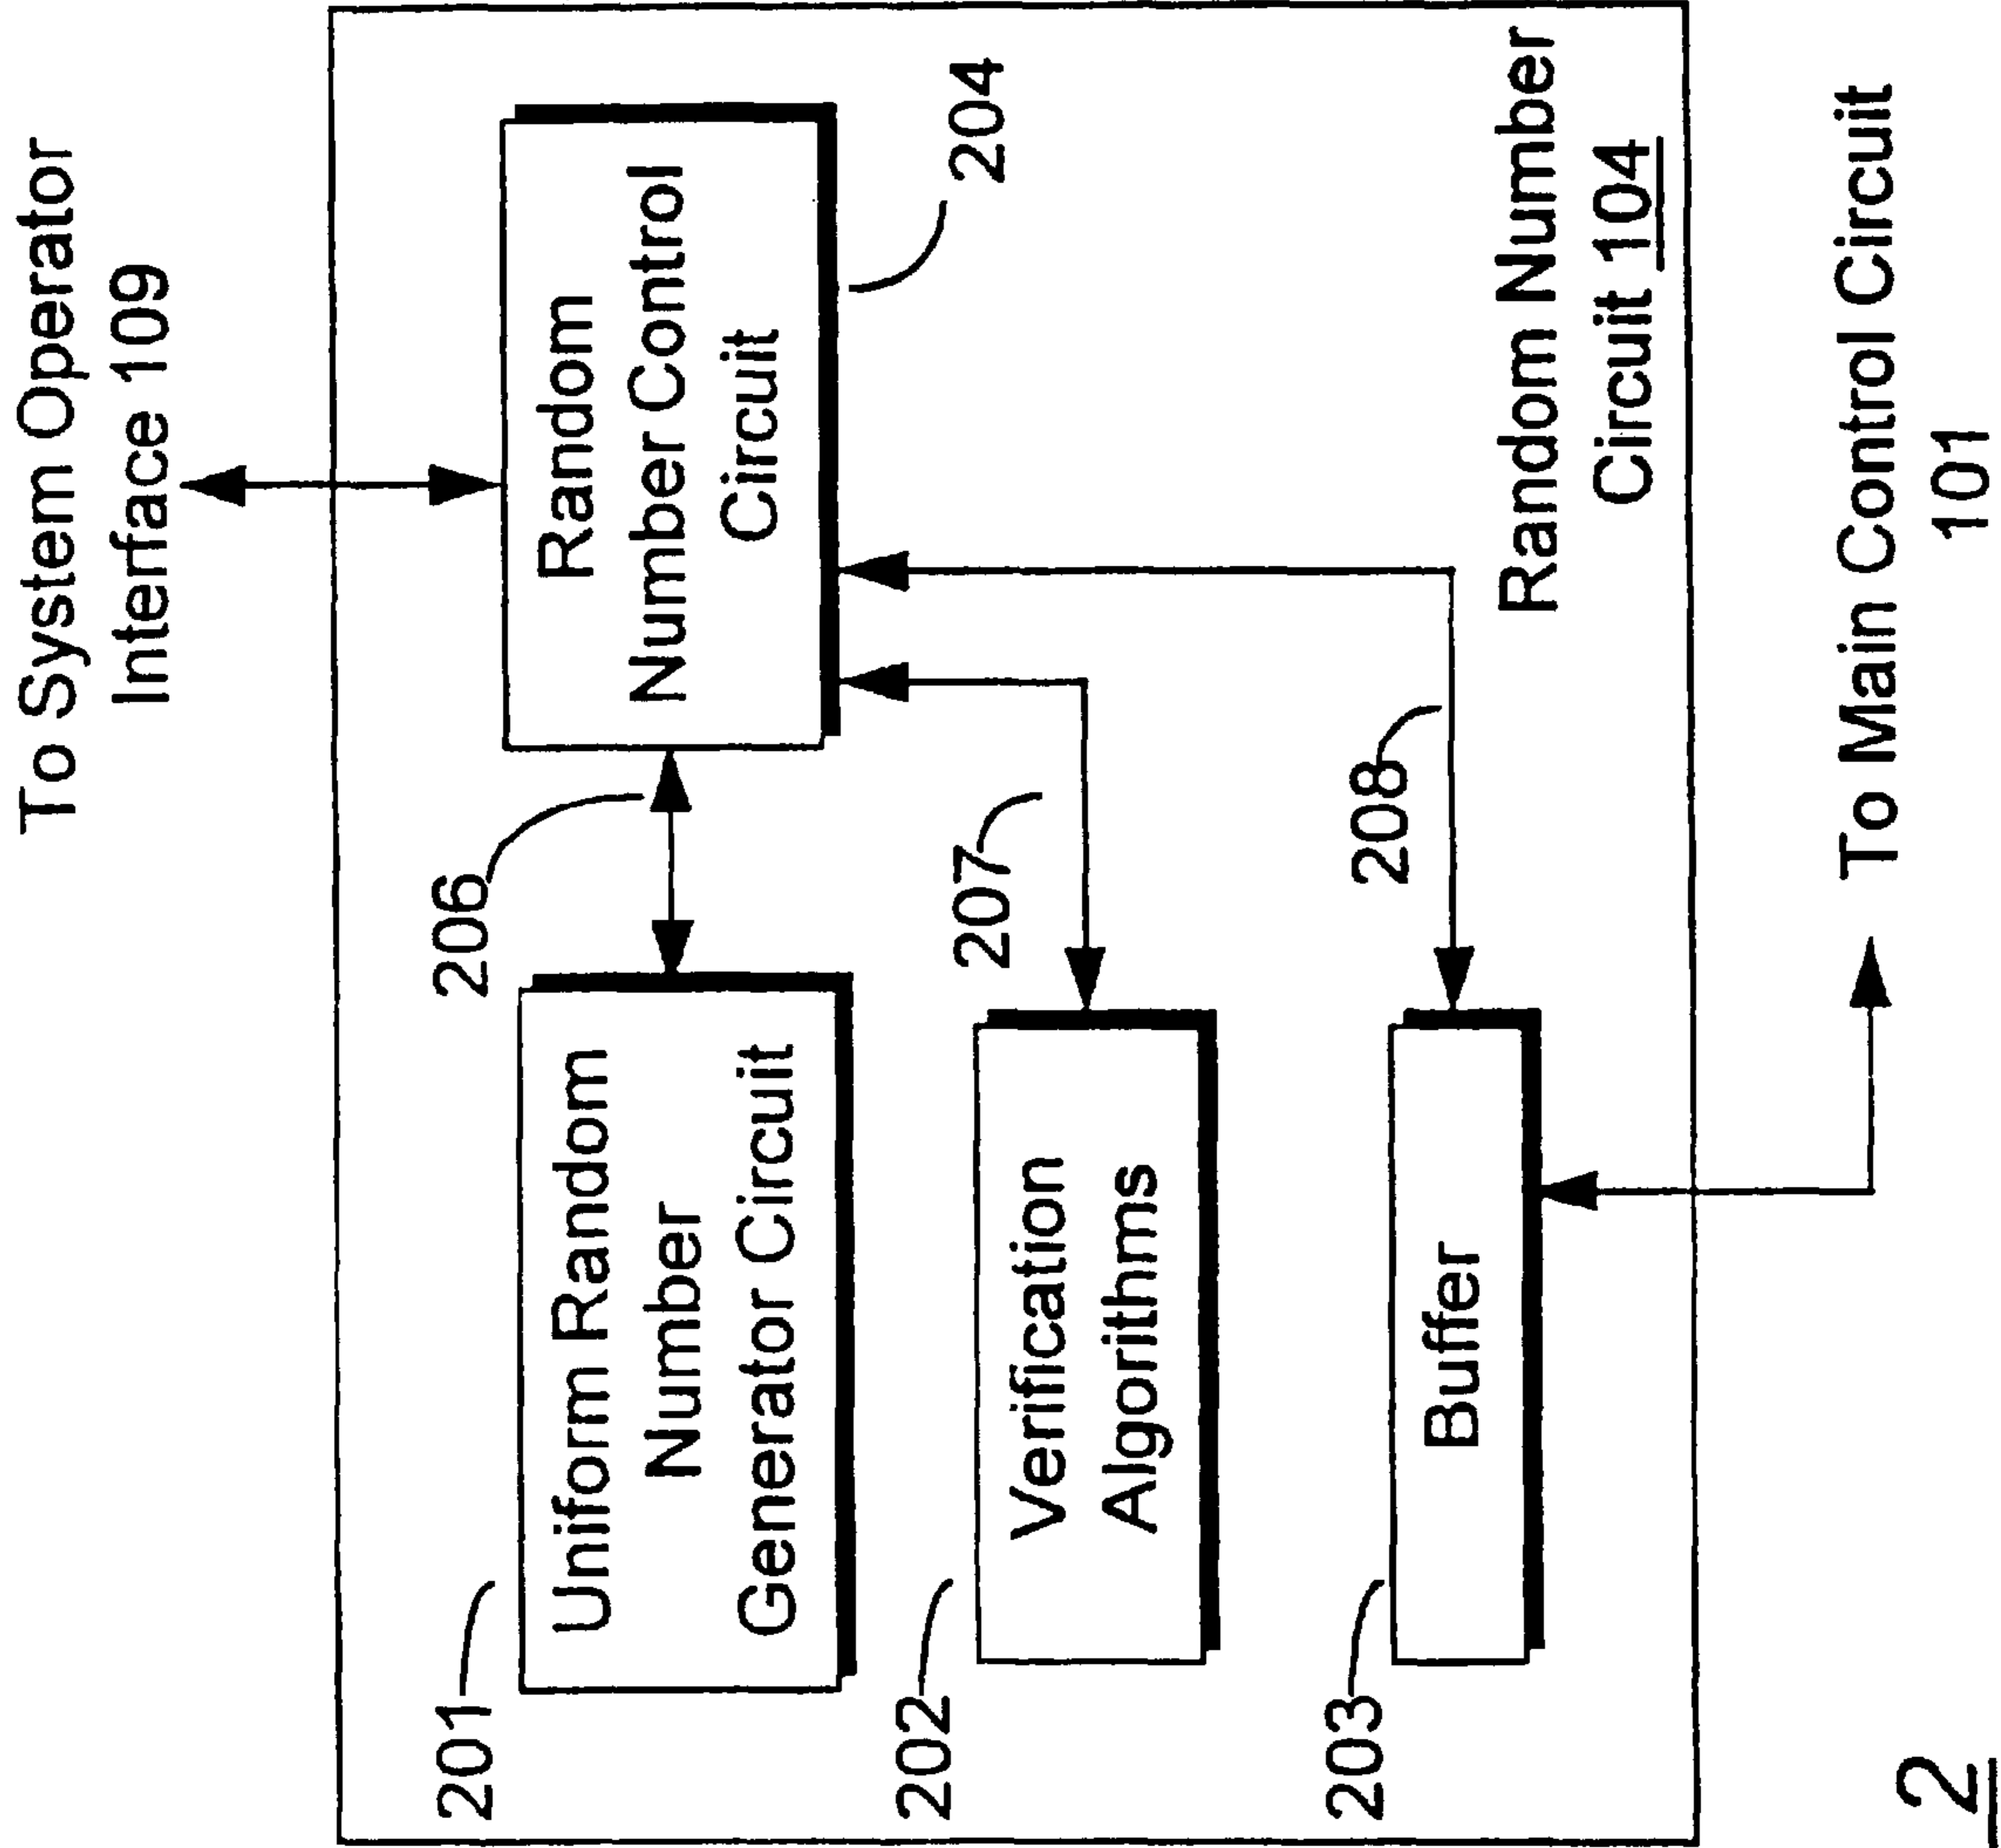 To System Operator
Interface 109
206
201
Uniform Random
Number
Generator Circuit
Random
Number Control
Circuit
204
207
202
Verification
Algorithms
208
203
Buffer
Random Number
Circuit 104
To Main Control Circuit
101
2